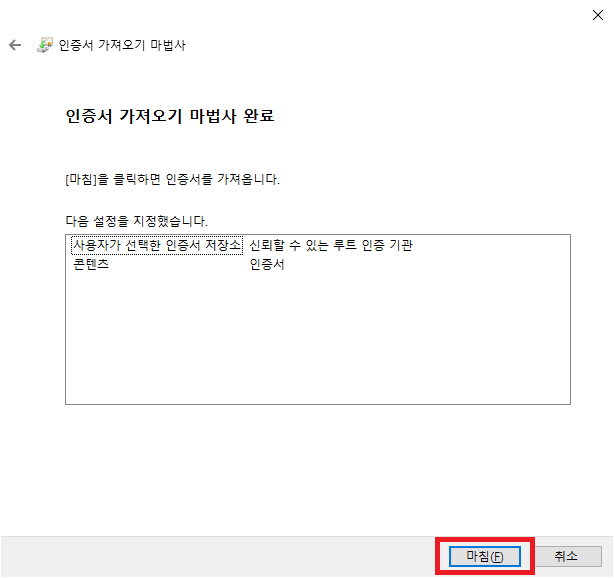 인증서 가져오기 마법사
인증서 가져오기 마법사 완료
[마침]을 클릭하면 인증서를 가져옵니다.
다음 설정을 지정했습니다.
사용자가 선택한 인증서 저장소 신뢰할 수 있는 루트 인증 기관
콘텐츠 인증서
마침(F) 취소